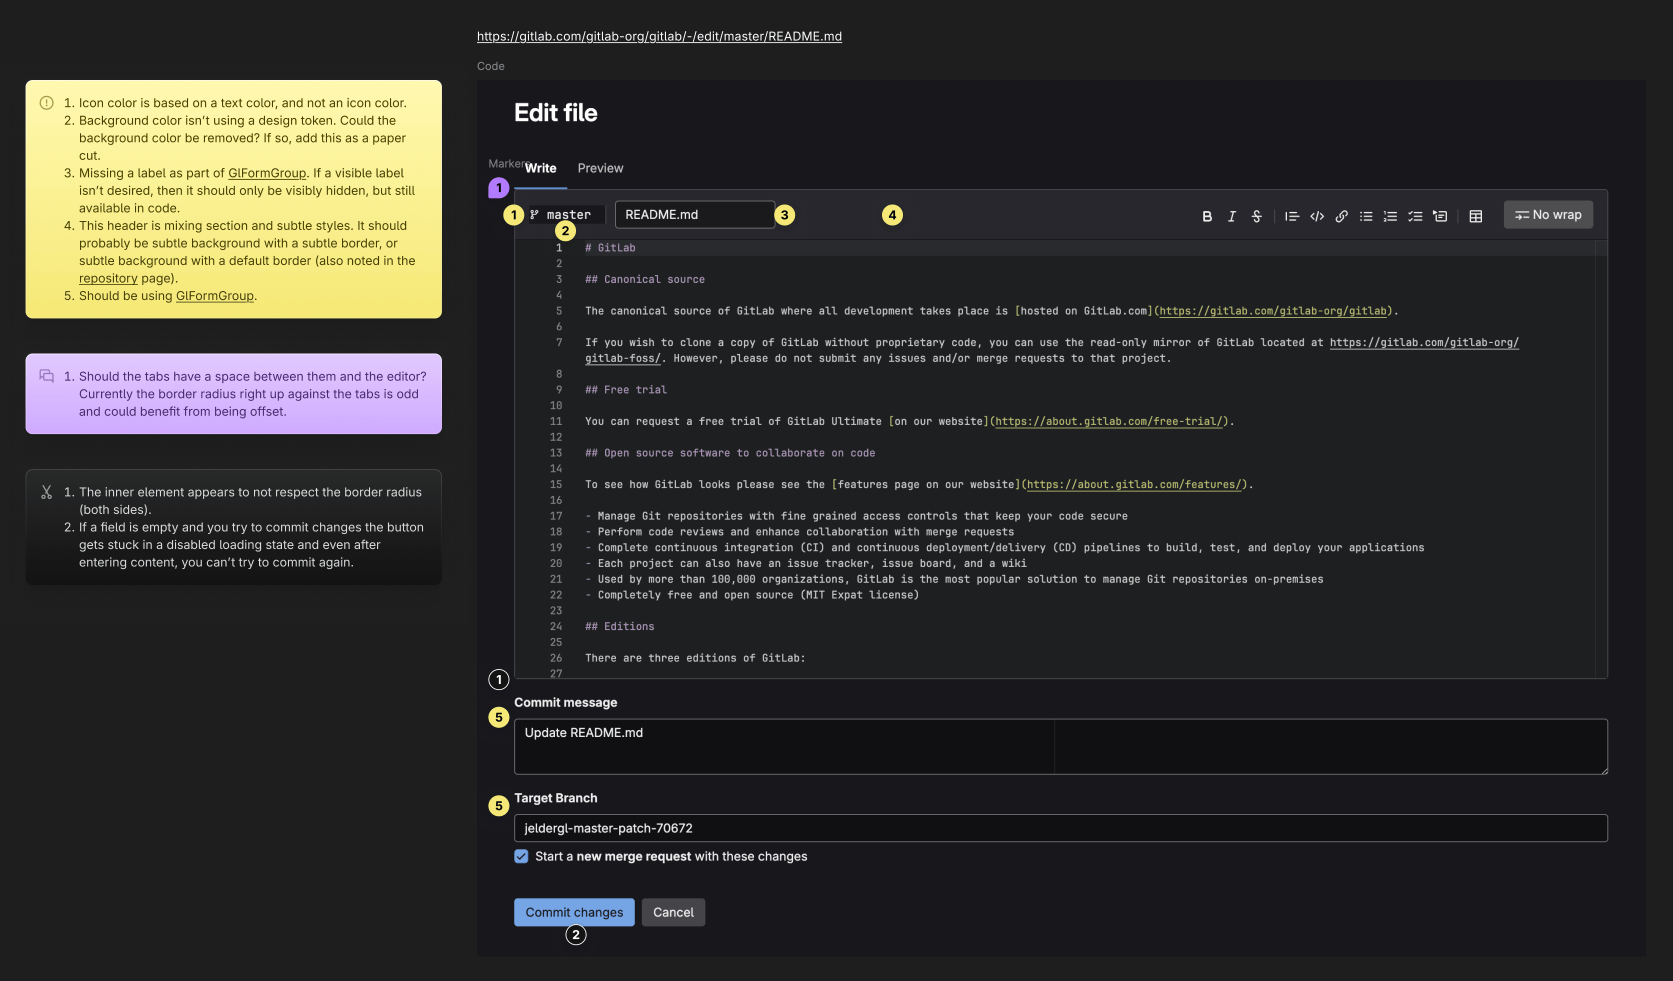 https://gitlab.com/gitlab-org/gitlab/-/edit/master/README.md
Code
1. Icon color is based on a text color, and not an icon color.
2. Background color isn't using a design token. Could the
background color be removed? If so, add this as a paper
cut.
3. Missing a label as part of GlFormGroup. If a visible label
isn't desired, then it should only be visibly hidden, but still
available in code.
4. This header is mixing section and subtle styles. It should
probably be subtle background with a subtle border, or
subtle background with a default border (also noted in the
repository page).
5. Should be using GlFormGroup.
1. Should the tabs have a space between them and the editor?
Currently the border radius right up against the tabs is odd
and could benefit from being offset.
1. The inner element appears to not respect the border radius
(both sides).
2. If a field is empty and you try to commit changes the button
gets stuck in a disabled loading state and even after
entering content, you can't try to commit again.
Edit file
Markers
Write Preview
1
1 master README.md 3 4 B I S No wrap
2
1 # GitLab
2
3 ## Canonical source
4
5 The canonical source of GitLab where all development takes place is [hosted on GitLab.com](https://gitlab.com/gitlab-org/gitlab).
6
7 If you wish to clone a copy of GitLab without proprietary code, you can use the read-only mirror of GitLab located at https://gitlab.com/gitlab-org/
gitlab-foss/. However, please do not submit any issues and/or merge requests to that project.
8
9 ## Free trial
10
11 You can request a free trial of GitLab Ultimate [on our website](https://about.gitlab.com/free-trial/).
12
13 ## Open source software to collaborate on code
14
15 To see how GitLab looks please see the [features page on our website](https://about.gitlab.com/features/).
16
17 - Manage Git repositories with fine grained access controls that keep your code secure
18 - Perform code reviews and enhance collaboration with merge requests
19 - Complete continuous integration (CI) and continuous deployment/delivery (CD) pipelines to build, test, and deploy your applications
20 - Each project can also have an issue tracker, issue board, and a wiki
21 - Used by more than 100,000 organizations, GitLab is the most popular solution to manage Git repositories on-premises
22 - Completely free and open source (MIT Expat license)
23
24 ## Editions
25
26 There are three editions of GitLab:
27
1
Commit message
5
Update README.md
Target Branch
5
jeldergl-master-patch-70672
Start a new merge request with these changes
Commit changes Cancel
2